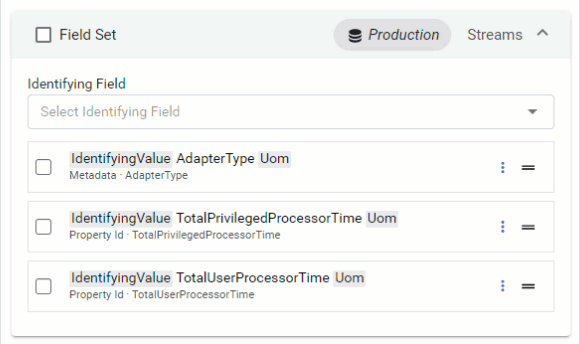 Field Set Production Streams
Identifying Field
Select Identifying Field
IdentifyingValue AdapterType Uom
Metadata · AdapterType
IdentifyingValue TotalPrivilegedProcessorTime Uom
Property Id · TotalPrivilegedProcessorTime
IdentifyingValue TotalUserProcessorTime Uom
Property Id · TotalUserProcessorTime